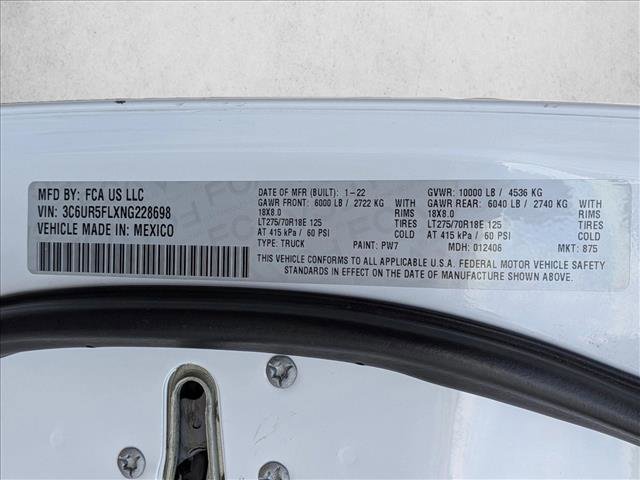 MFD BY: FCA US LLC
VIN: 3C6UR5FLXNG228698
VEHICLE MADE IN: MEXICO
DATE OF MFR (BUILT): 1-22
GAWR FRONT: 6000 LB / 2722 KG WITH
18X8.0 RIMS
LT275/70R18E 125 TIRES
AT 415 kPa / 60 PSI COLD
TYPE: TRUCK PAINT: PW7
GVWR: 10000 LB / 4536 KG
GAWR REAR: 6040 LB / 2740 KG WITH
18X8.0 RIMS
LT275/70R18E 125 TIRES
AT 415 kPa / 60 PSI COLD
MDH: 012406 MKT: 875
THIS VEHICLE CONFORMS TO ALL APPLICABLE U.S.A. FEDERAL MOTOR VEHICLE SAFETY
STANDARDS IN EFFECT ON THE DATE OF MANUFACTURE SHOWN ABOVE.